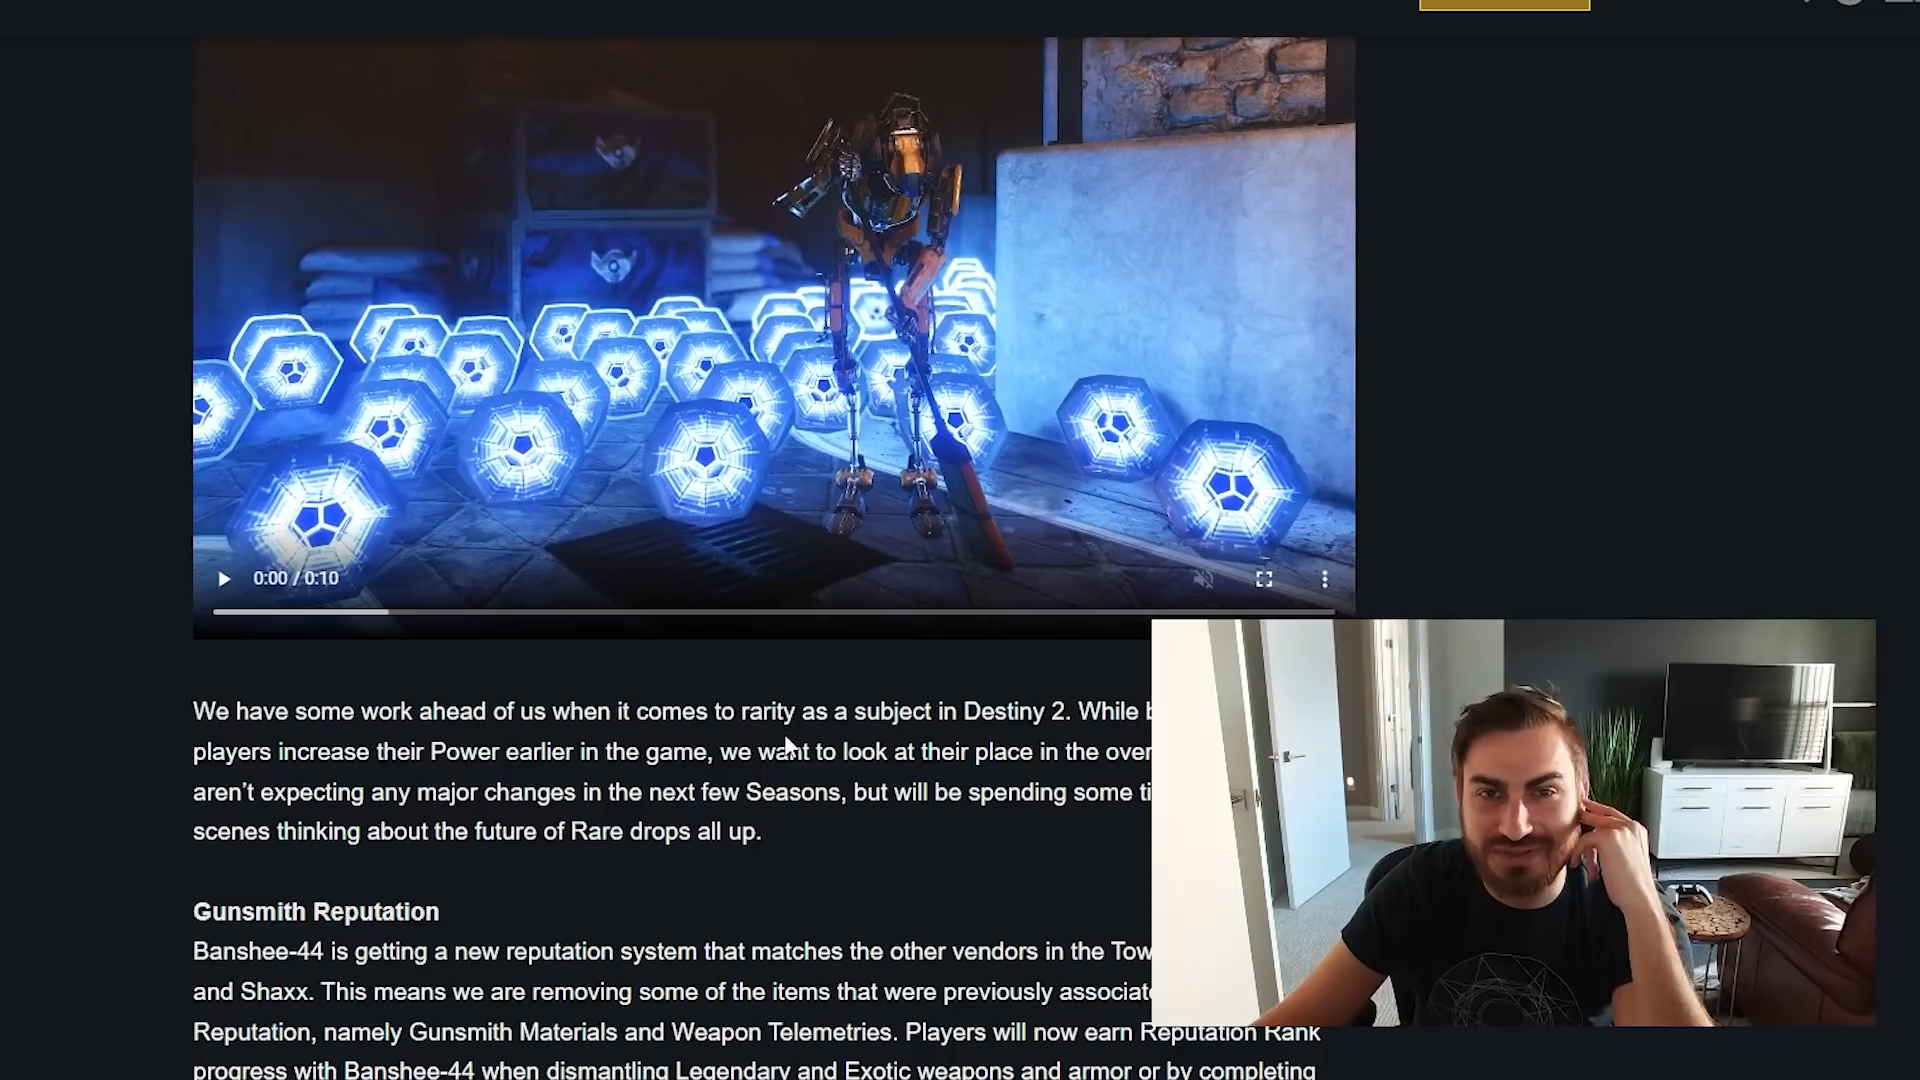 0:00 / 0:10
We have some work ahead of us when it comes to rarity as a subject in Destiny 2. While
players increase their Power earlier in the game, we want to look at their place in the
aren't expecting any major changes in the next few Seasons, but will be spending some
scenes thinking about the future of Rare drops all up.
Gunsmith Reputation
Banshee-44 is getting a new reputation system that matches the other vendors in the
and Shaxx. This means we are removing some of the items that were previously
Reputation, namely Gunsmith Materials and Weapon Telemetries. Players will now earn Reputation Rank
progress with Banshee-44 when dismantling Legendary and Exotic weapons and armor or by completing